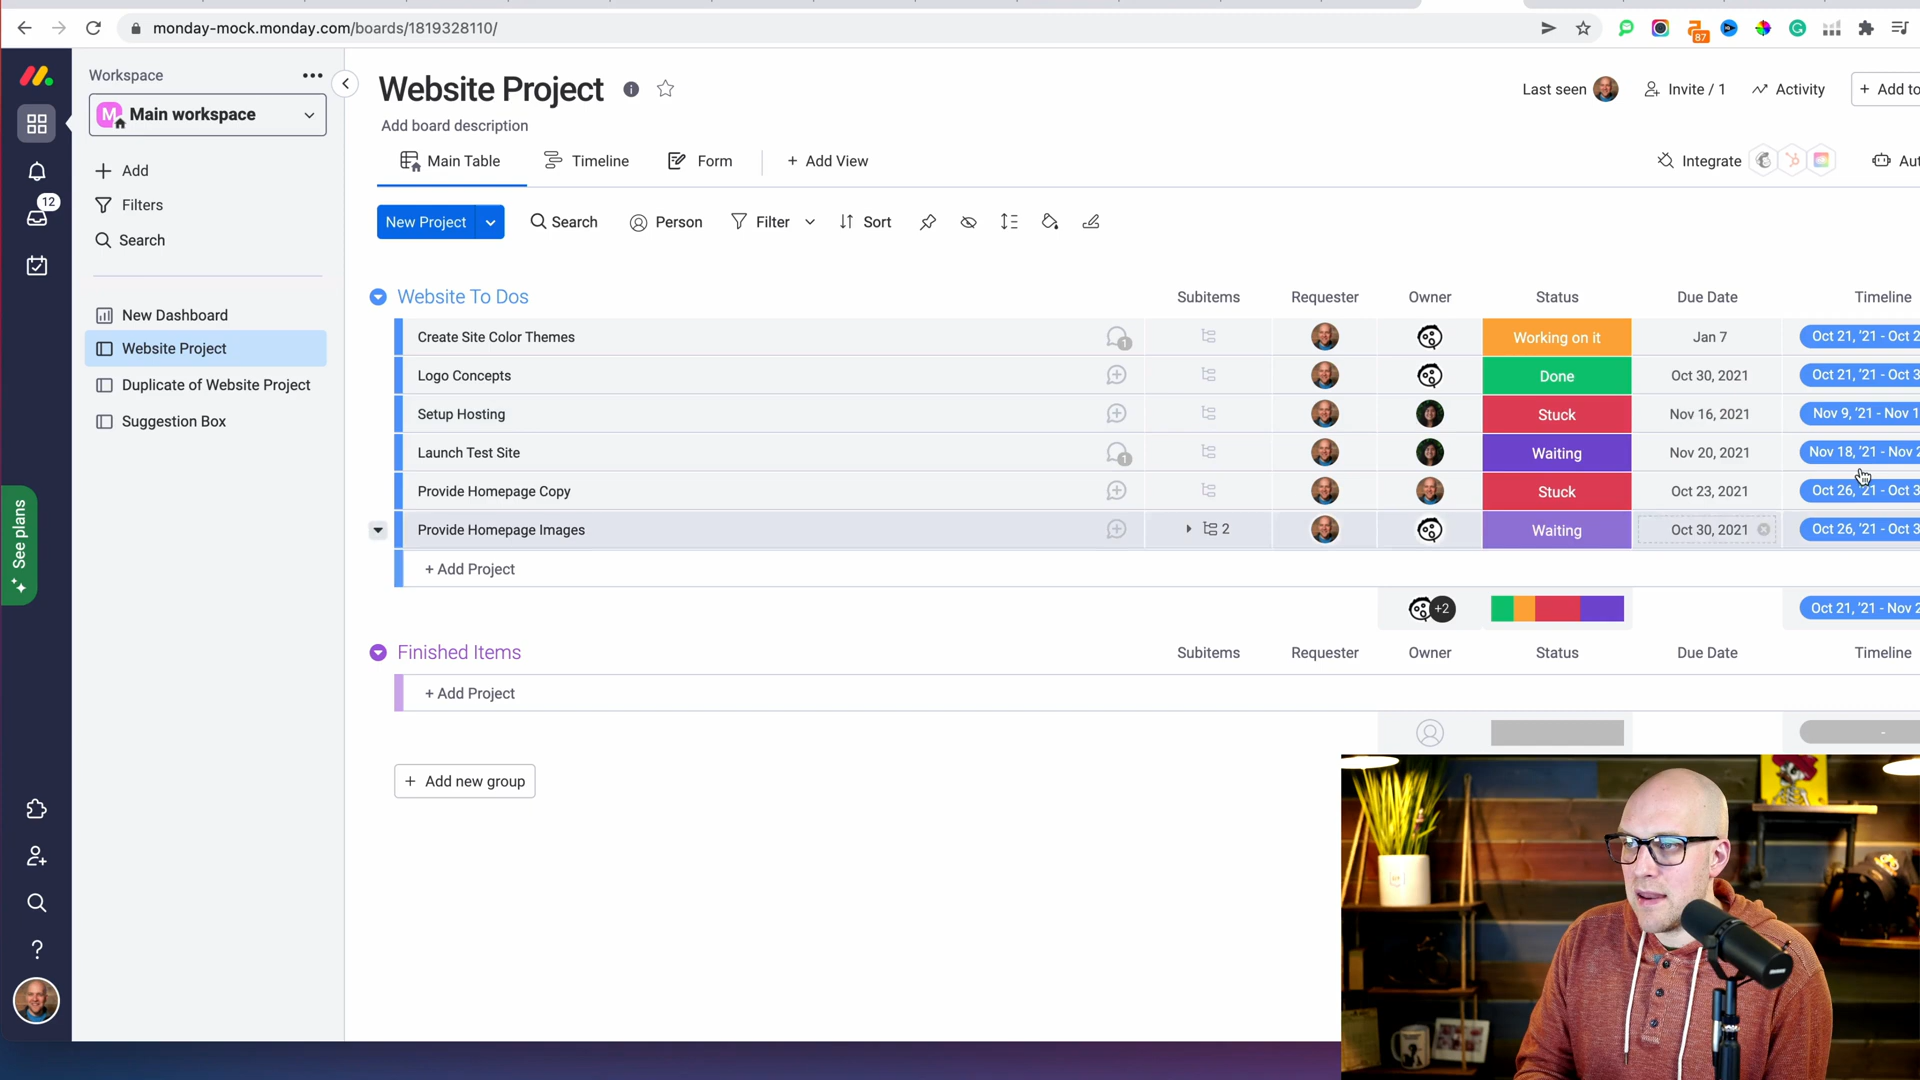 monday-mock.monday.com/boards/1819328110/
87
Workspace
M Main workspace
Add
Filters
Search
New Dashboard
Website Project
Duplicate of Website Project
Suggestion Box
12
See plans
?
Website Project
Add board description
Last seen
Invite / 1
Activity
+ Add to
Main Table
Timeline
Form
+ Add View
Integrate
New Project
Search
Person
Filter
Sort
Website To Dos Subitems Requester Owner Status Due Date Timeline
Create Site Color Themes 1 Working on it Jan 7 Oct 21, '21 - Oct 2
Logo Concepts Done Oct 30, 2021 Oct 21, '21 - Oct 3
Setup Hosting Stuck Nov 16, 2021 Nov 9, '21 - Nov 1
Launch Test Site 1 Waiting Nov 20, 2021 Nov 18, '21 - Nov 2
Provide Homepage Copy Stuck Oct 23, 2021 Oct 26, '21 - Oct 3
Provide Homepage Images 2 Waiting Oct 30, 2021 Oct 26, '21 - Oct 3
+ Add Project
+2 Oct 21, '21 - Nov 2
Finished Items Subitems Requester Owner Status Due Date Timeline
+ Add Project
-
+ Add new group